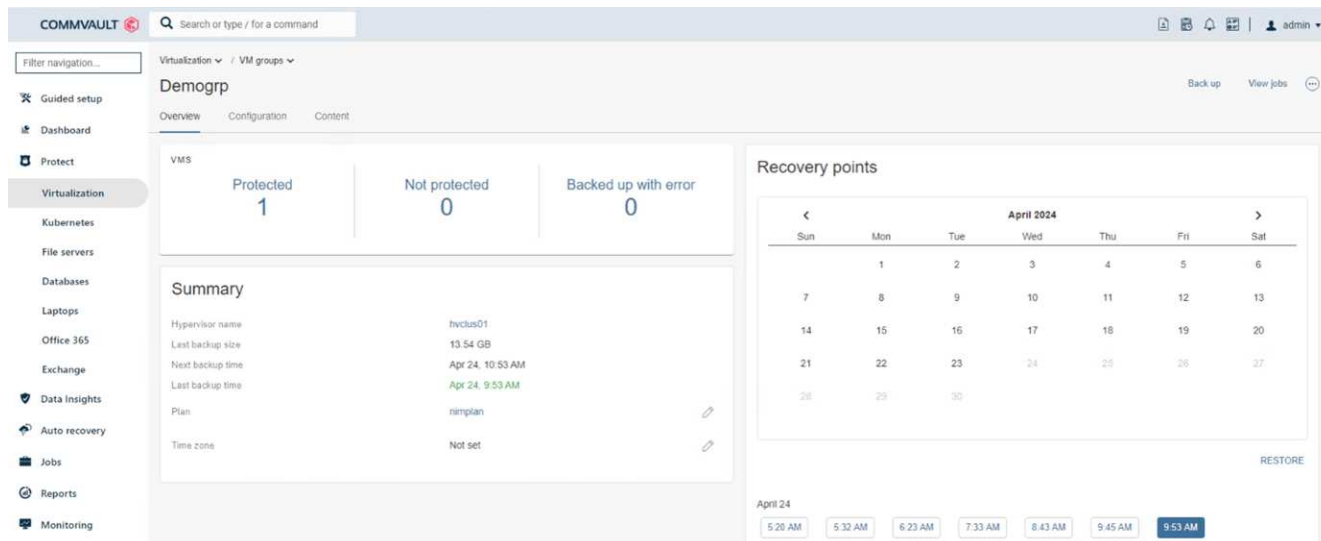 COMMVAULT
Search or type / for a command
admin
Filter navigation...
Guided setup
Dashboard
Protect
Virtualization
Kubernetes
File servers
Databases
Laptops
Office 365
Exchange
Data Insights
Auto recovery
Jobs
Reports
Monitoring
Virtualization / VM groups
Demogrp
Back up View jobs
Overview Configuration Content
VMS
Protected Not protected Backed up with error
1 0 0
Summary
Hypervisor name hvclus01
Last backup size 13.54 GB
Next backup time Apr 24, 10:53 AM
Last backup time Apr 24, 9:53 AM
Plan nimplan
Time zone Not set
Recovery points
April 2024
Sun Mon Tue Wed Thu Fri Sat
1 2 3 4 5 6
7 8 9 10 11 12 13
14 15 16 17 18 19 20
21 22 23 24 25 26 27
28 29 30
RESTORE
April 24
5:20 AM 5:32 AM 6:23 AM 7:33 AM 8:43 AM 9:45 AM 9:53 AM